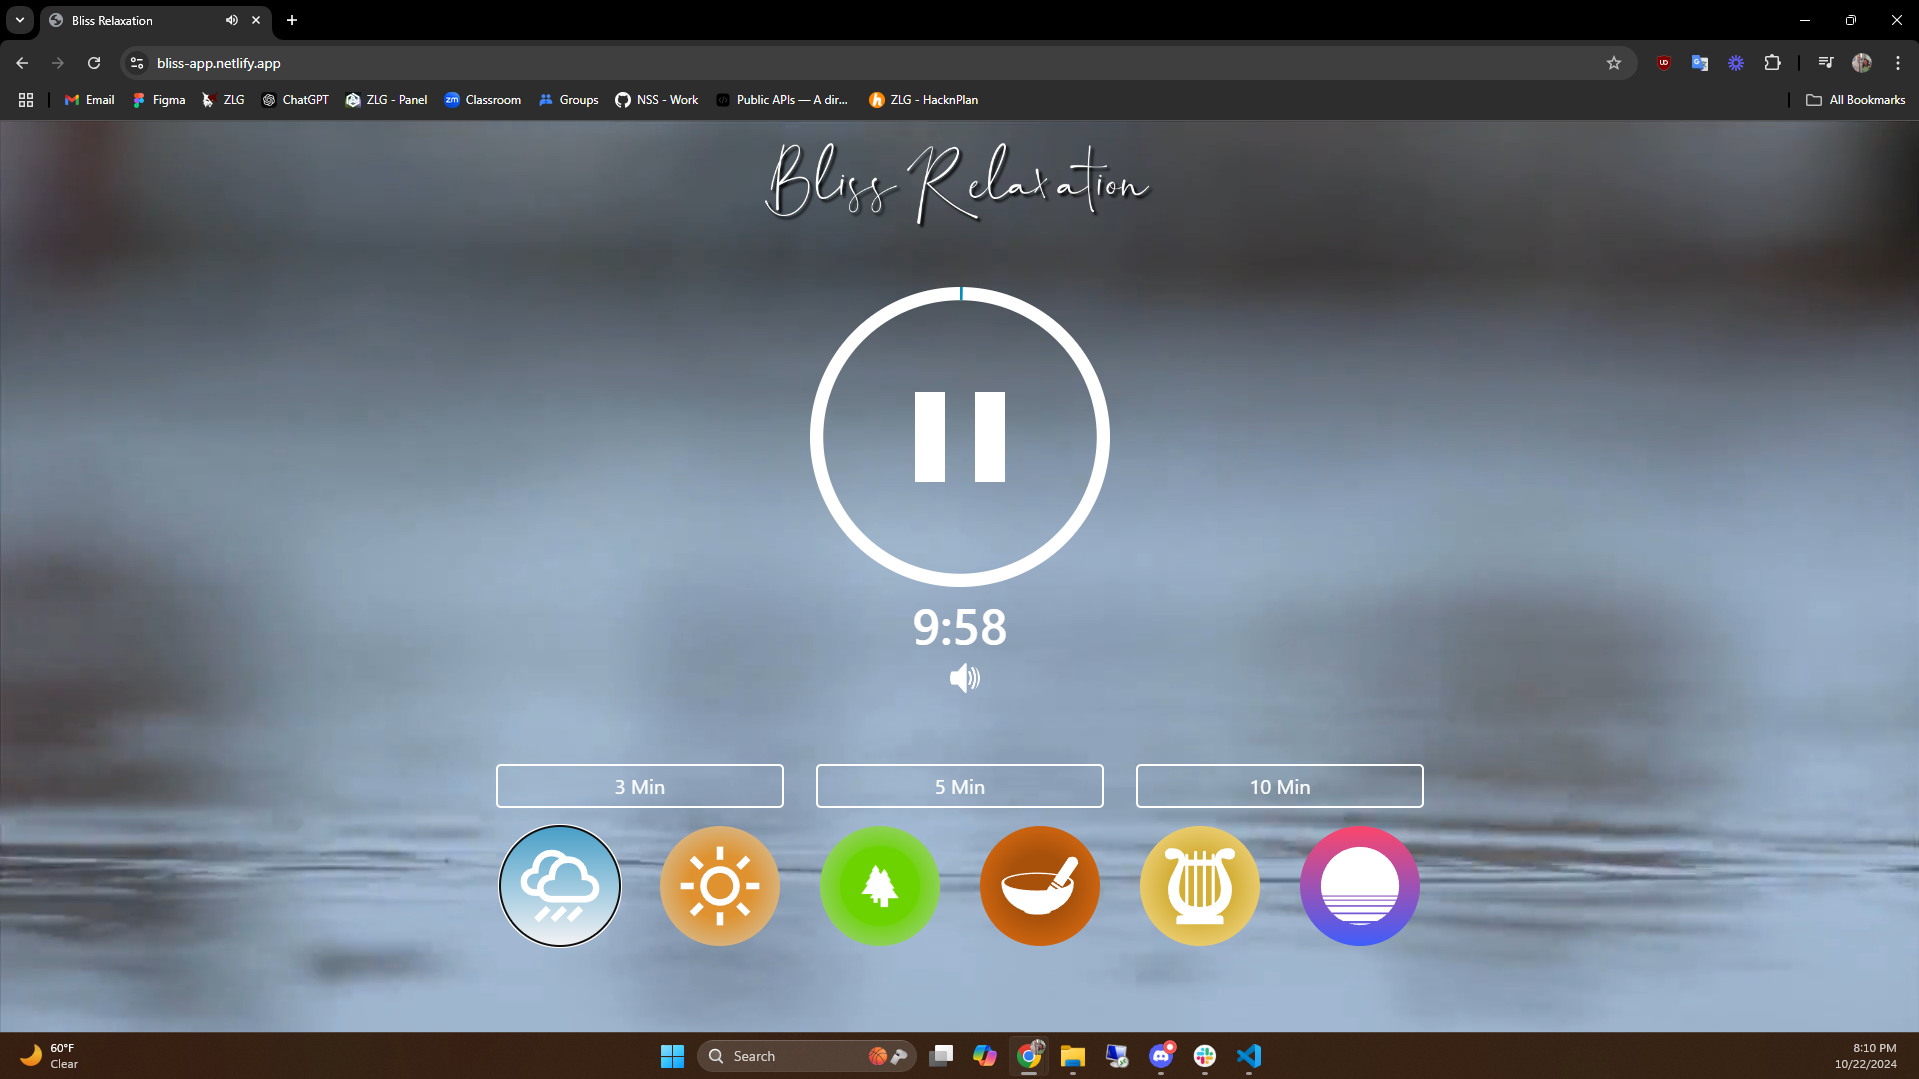 Bliss Relaxation
bliss-app.netlify.app
Email Figma ZLG ChatGPT ZLG - Panel zm Classroom Groups NSS - Work Public APIs — A dir... ZLG - HacknPlan All Bookmarks
Bliss Relaxation
9:58
3 Min 5 Min 10 Min
60°F
Clear
Search
8:10 PM
10/22/2024